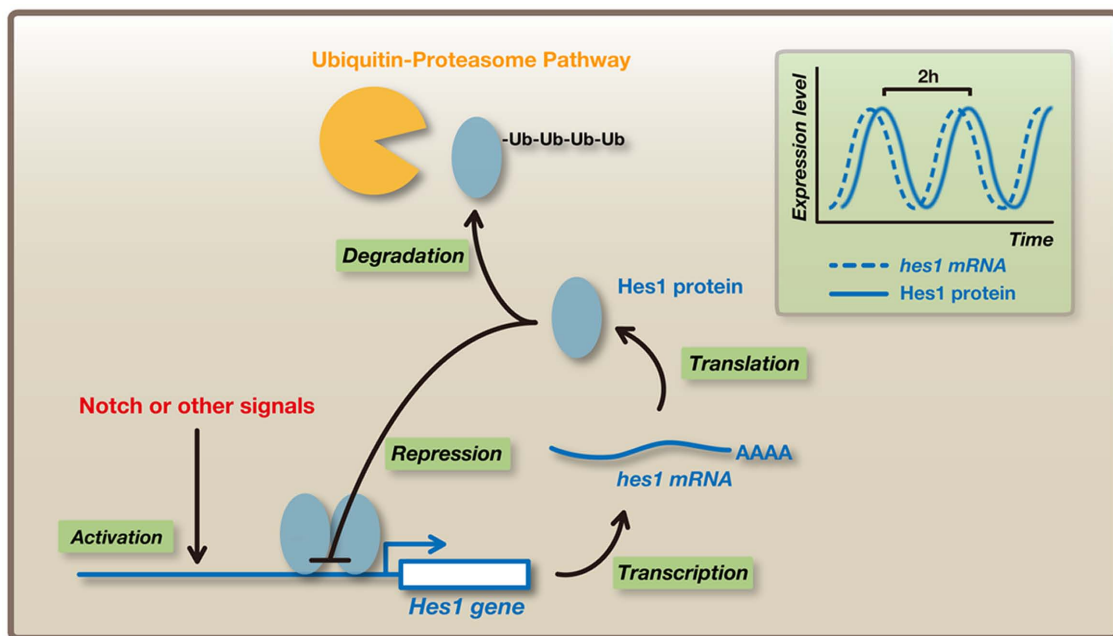 Ubiquitin-Proteasome Pathway
-Ub-Ub-Ub-Ub
Degradation
Hes1 protein
Translation
Notch or other signals
Repression
AAAA
hes1 mRNA
Activation
Transcription
Hes1 gene
2h
Expression level
Time
hes1 mRNA
Hes1 protein